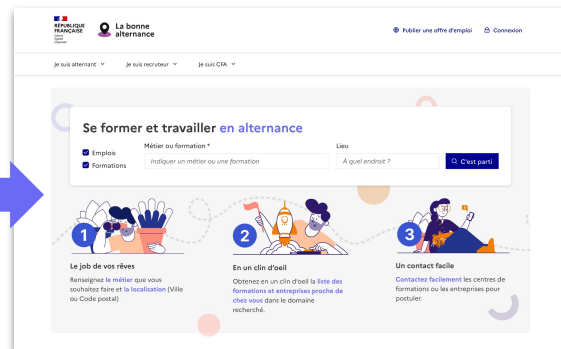 RÉPUBLIQUE
FRANÇAISE
Liberté
Égalité
Fraternité
La bonne
alternance
Publier une offre d'emploi
Connexion
Je suis alternant
Je suis recruteur
Je suis CFA
Se former et travailler en alternance
Emplois
Formations
Métier ou formation *
Indiquer un métier ou une formation
Lieu
À quel endroit ?
C'est parti
1
Le job de vos rêves
Renseignez le métier que vous
souhaitez faire et la localisation (Ville
ou Code postal)
2
En un clin d'oeil
Obtenez en un clin d'oeil la liste des
formations et entreprises proche de
chez vous dans le domaine
recherché.
3
Un contact facile
Contactez facilement les centres de
formations ou les entreprises pour
postuler.